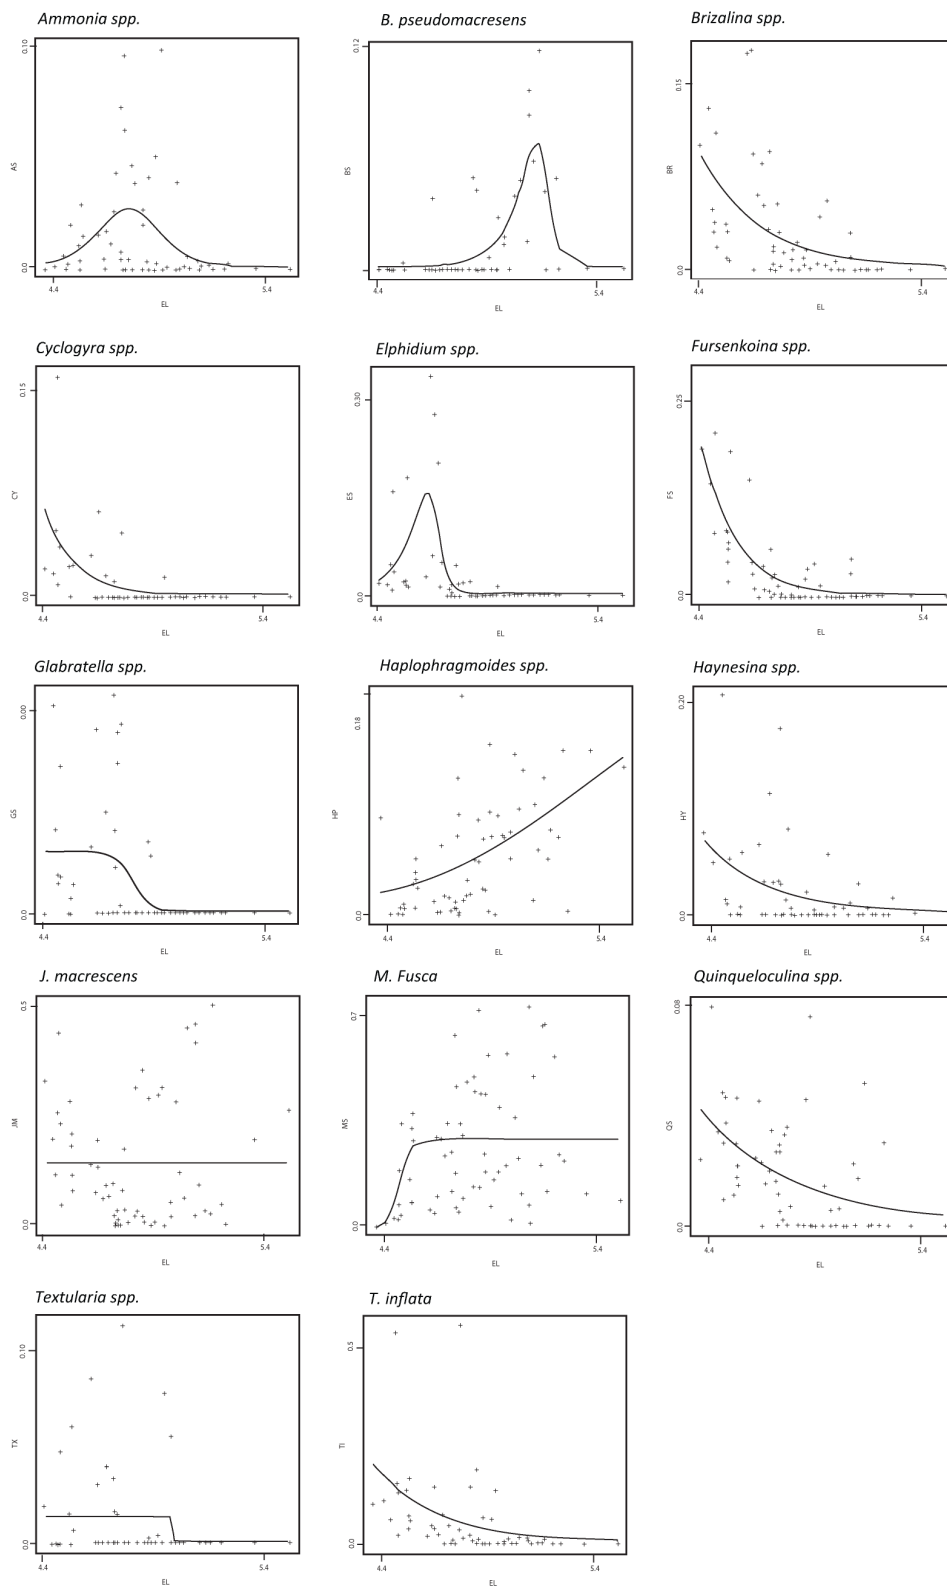 Ammonia spp.
B. pseudomacresens
Brizalina spp.
0.10
AS
0.0
4.4
5.4
EL
0.12
BS
0.0
4.4
5.4
EL
0.15
BR
0.0
4.4
5.4
EL
Cyclogyra spp.
Elphidium spp.
Fursenkoina spp.
0.15
CY
0.0
4.4
5.4
EL
0.30
ES
0.0
4.4
5.4
EL
0.25
FS
0.0
4.4
5.4
EL
Glabratella spp.
Haplophragmoides spp.
Haynesina spp.
0.00
GS
0.0
4.4
5.4
EL
0.18
HP
0.0
4.4
5.4
EL
0.20
HY
0.0
4.4
5.4
EL
J. macrescens
M. Fusca
Quinqueloculina spp.
0.5
JM
0.0
4.4
5.4
EL
0.7
MS
0.0
4.4
5.4
EL
0.08
QS
0.0
4.4
5.4
EL
Textularia spp.
T. inflata
0.10
TX
0.0
4.4
5.4
EL
0.5
TI
0.0
4.4
5.4
EL